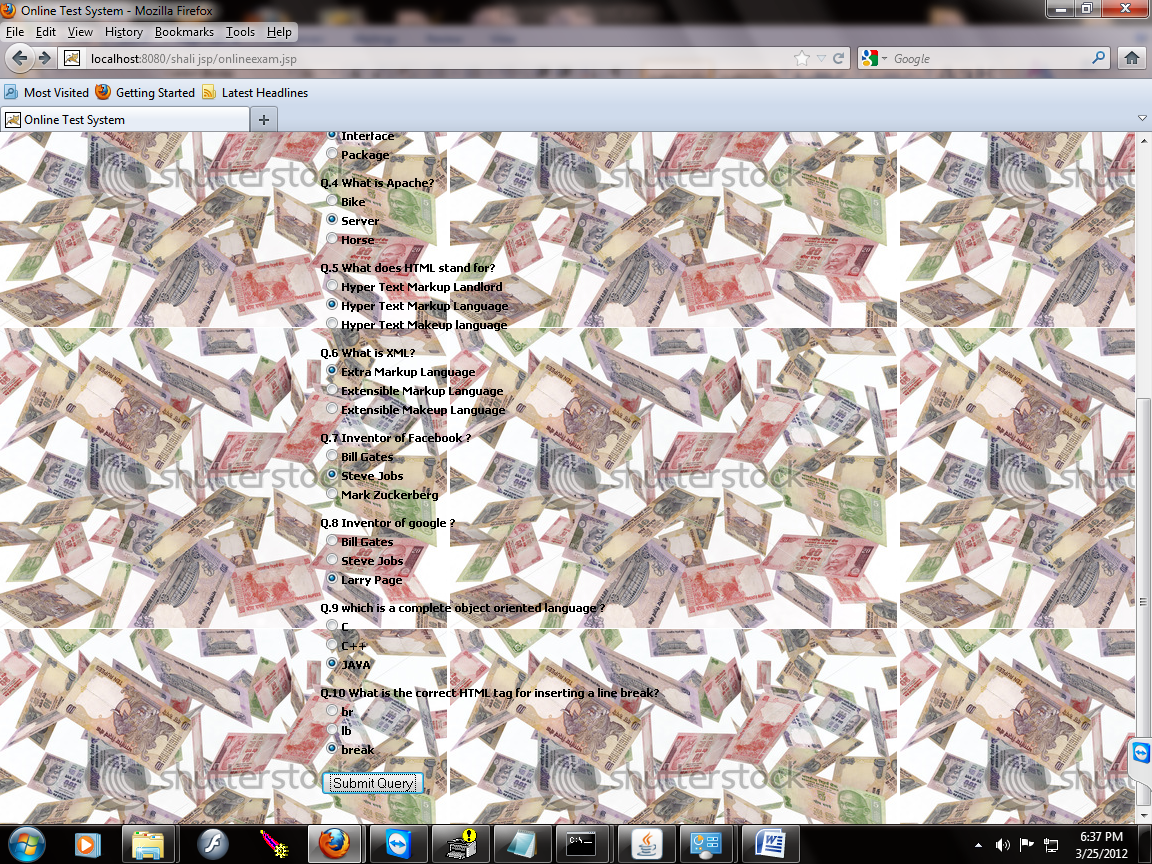 Online Test System - Mozilla Firefox
File Edit View History Bookmarks Tools Help
localhost:8080/shali jsp/onlineexam.jsp
Google
Most Visited Getting Started Latest Headlines
Online Test System
Interface
Package
Q.4 What is Apache?
Bike
Server
Horse
Q.5 What does HTML stand for?
Hyper Text Markup Landlord
Hyper Text Markup Language
Hyper Text Makeup language
Q.6 What is XML?
Extra Markup Language
Extensible Markup Language
Extensible Makeup Language
Q.7 Inventor of Facebook ?
Bill Gates
Steve Jobs
Mark Zuckerberg
Q.8 Inventor of google ?
Bill Gates
Steve Jobs
Larry Page
Q.9 which is a complete object oriented language ?
C
C++
JAVA
Q.10 What is the correct HTML tag for inserting a line break?
br
lb
break
Submit Query
shutterstock
shutterstock
shutterstock
shutterstock
shutterstock
shutterstock
6:37 PM
3/25/2012